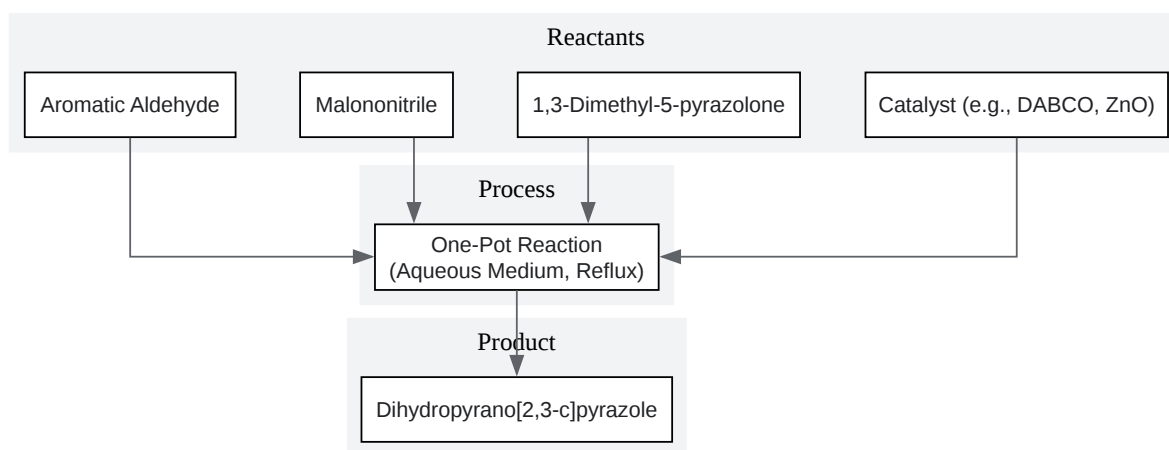 Reactants
Aromatic Aldehyde
Malononitrile
1,3-Dimethyl-5-pyrazolone
Catalyst (e.g., DABCO, ZnO)
Process
One-Pot Reaction
(Aqueous Medium, Reflux)
Product
Dihydropyrano[2,3-c]pyrazole